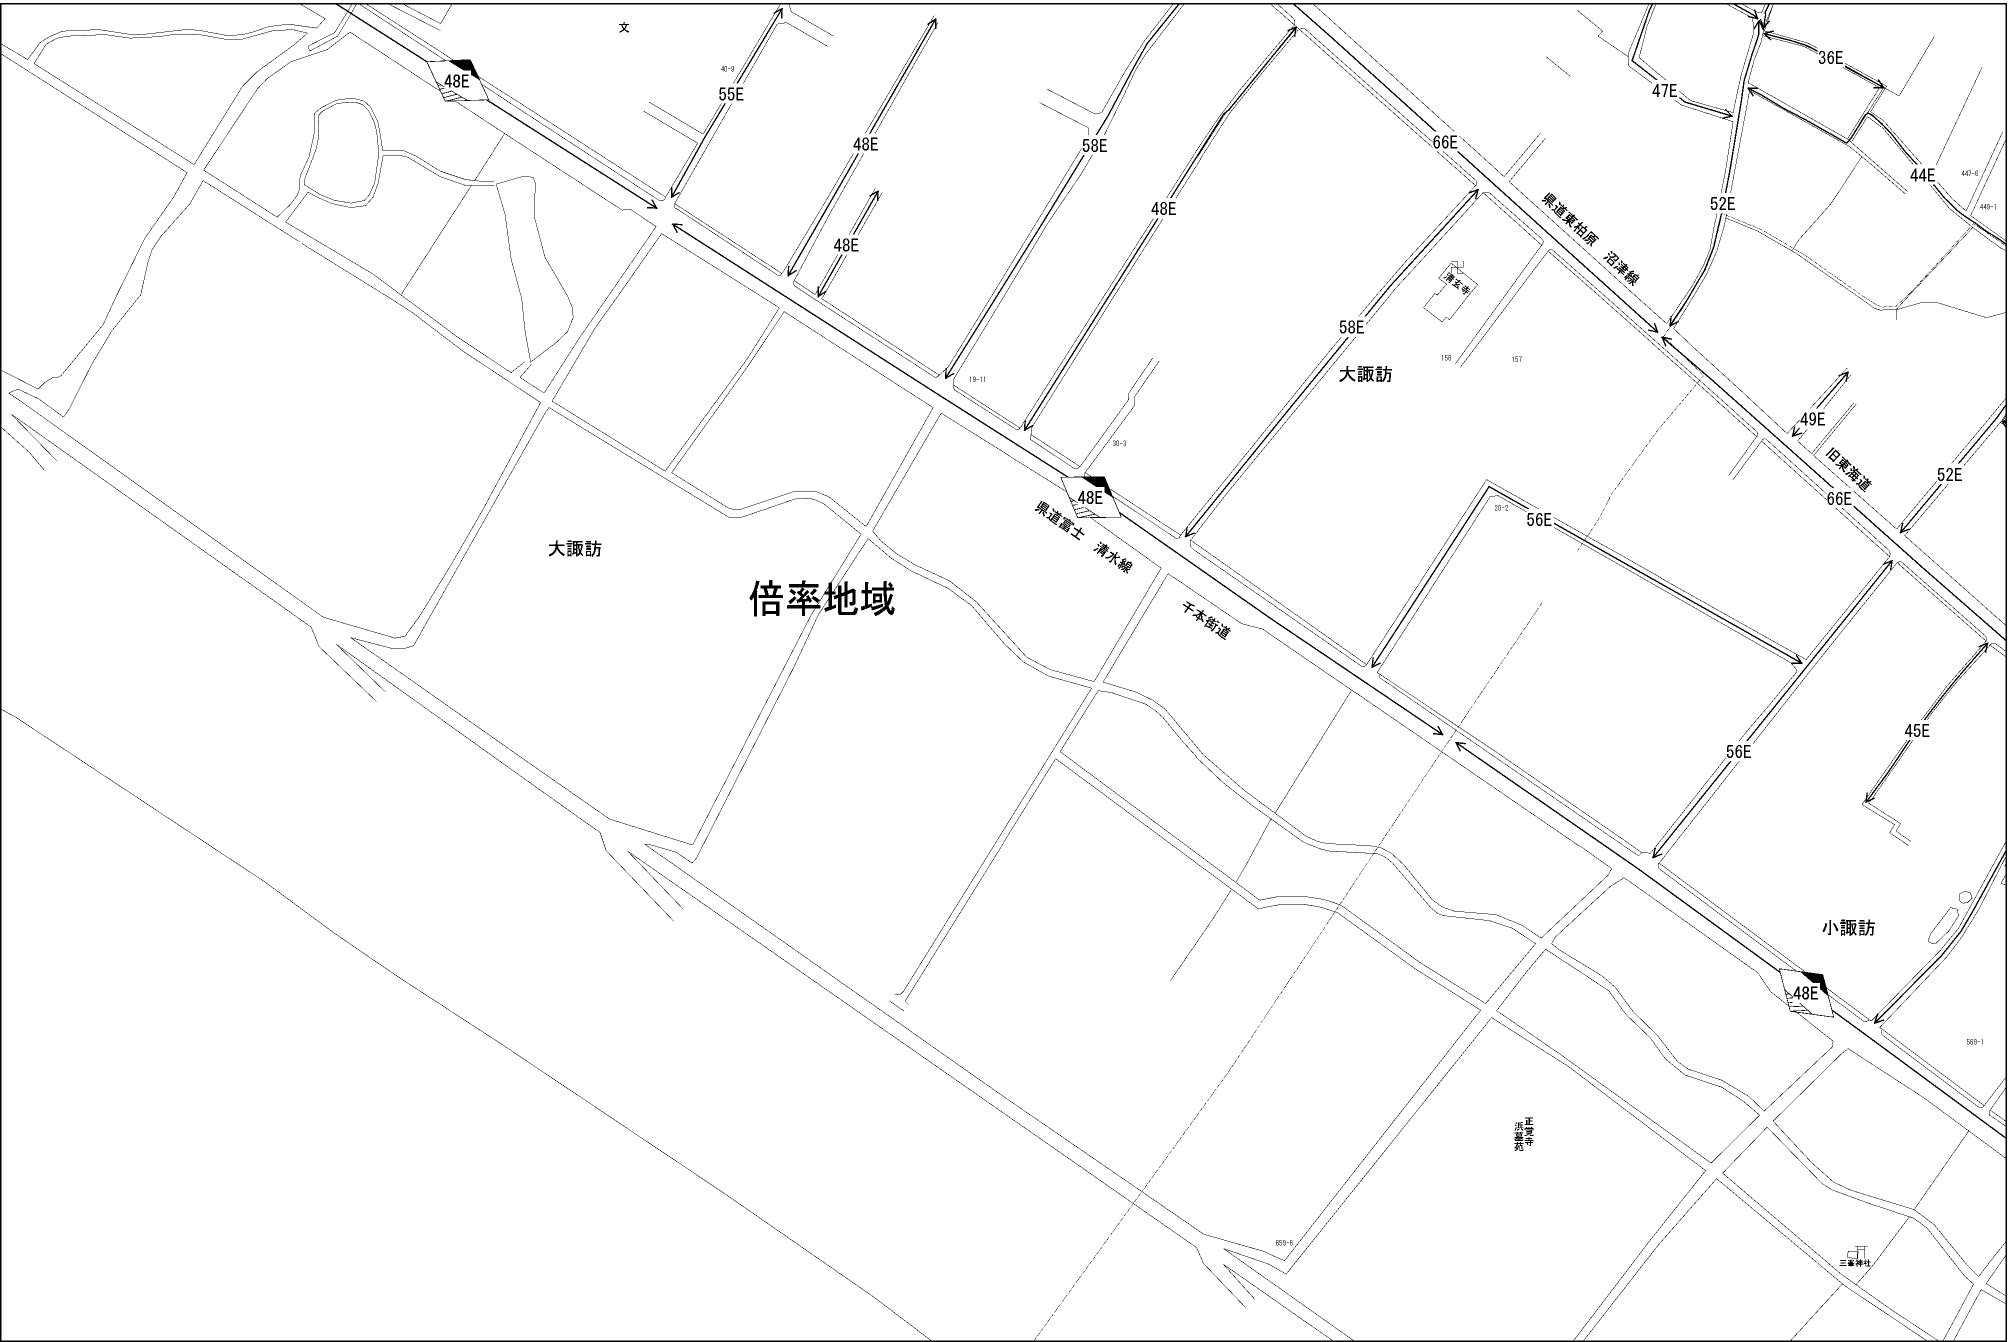 文
48E
40-9
55E
48E
58E
48E
48E
66E
47E
36E
44E
447-6
449-1
52E
県道東柏原　沼津線
清玄寺
58E
158
157
大諏訪
19-11
30-3
49E
旧東海道
66E
52E
48E
県道富士　清水線
20-2
56E
大諏訪
倍率地域
千本街道
56E
45E
小諏訪
48E
569-1
正覚寺
浜墓苑
659-6
三峯神社